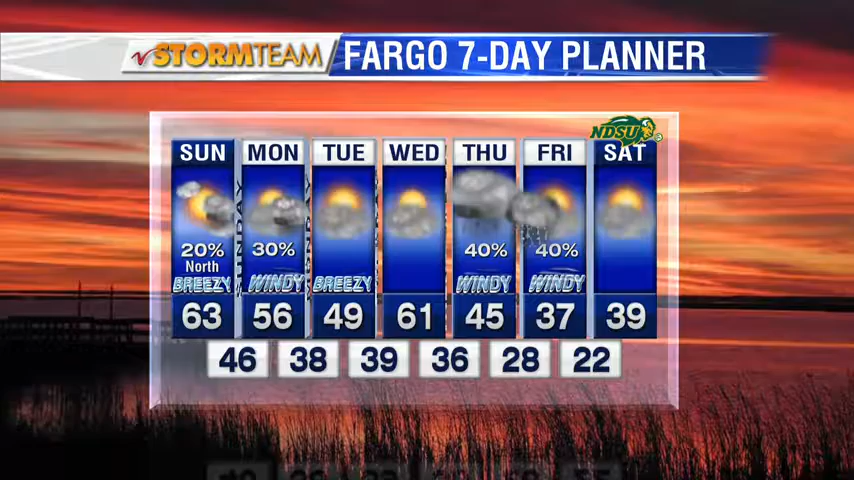 STORMTEAM
FARGO 7-DAY PLANNER
NDSU
SUN MON TUE WED THU FRI SAT
20% 30% 40% 40%
North
BREEZY WINDY BREEZY WINDY WINDY
63 56 49 61 45 37 39
46 38 39 36 28 22